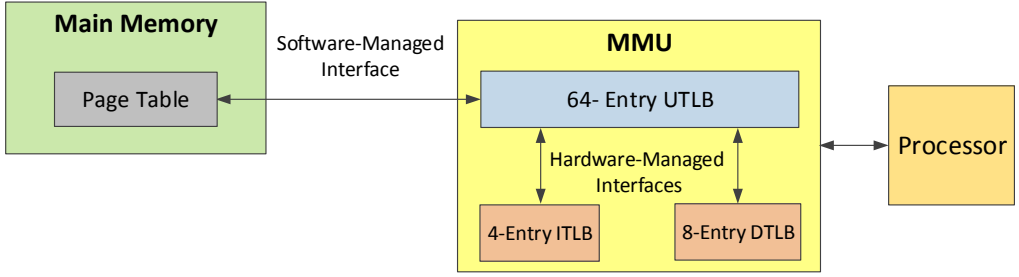 Main Memory
Page Table
Software-Managed
Interface
MMU
64- Entry UTLB
Hardware-Managed
Interfaces
4-Entry ITLB
8-Entry DTLB
Processor